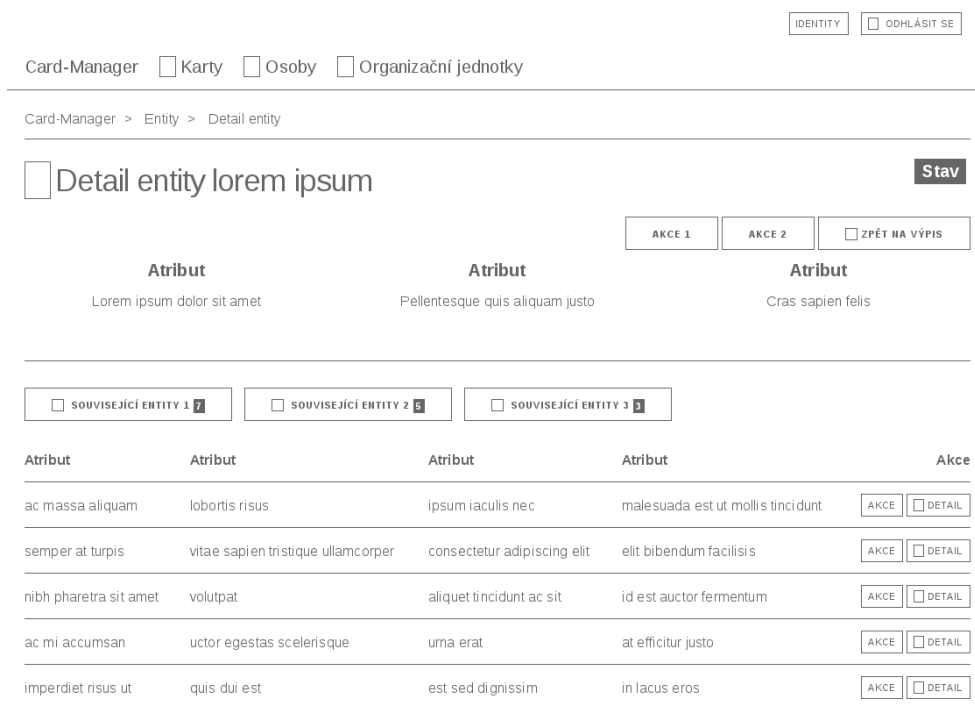 IDENTITY ODHLÁSIT SE
Card-Manager Karty Osoby Organizační jednotky
Card-Manager > Entity > Detail entity
Detail entity lorem ipsum Stav
AKCE 1 AKCE 2 ZPĚT NA VÝPIS
Atribut Atribut Atribut
Lorem ipsum dolor sit amet Pellentesque quis aliquam justo Cras sapien felis
SOUVISEJÍCÍ ENTITY 1 7 SOUVISEJÍCÍ ENTITY 2 5 SOUVISEJÍCÍ ENTITY 3 3
Atribut Atribut Atribut Atribut Akce
ac massa aliquam lobortis risus ipsum iaculis nec malesuada est ut mollis tincidunt AKCE DETAIL
semper at turpis vitae sapien tristique ullamcorper consectetur adipiscing elit elit bibendum facilisis AKCE DETAIL
nibh pharetra sit amet volutpat aliquet tincidunt ac sit id est auctor fermentum AKCE DETAIL
ac mi accumsan uctor egestas scelerisque urna erat at efficitur justo AKCE DETAIL
imperdiet risus ut quis dui est est sed dignissim in lacus eros AKCE DETAIL